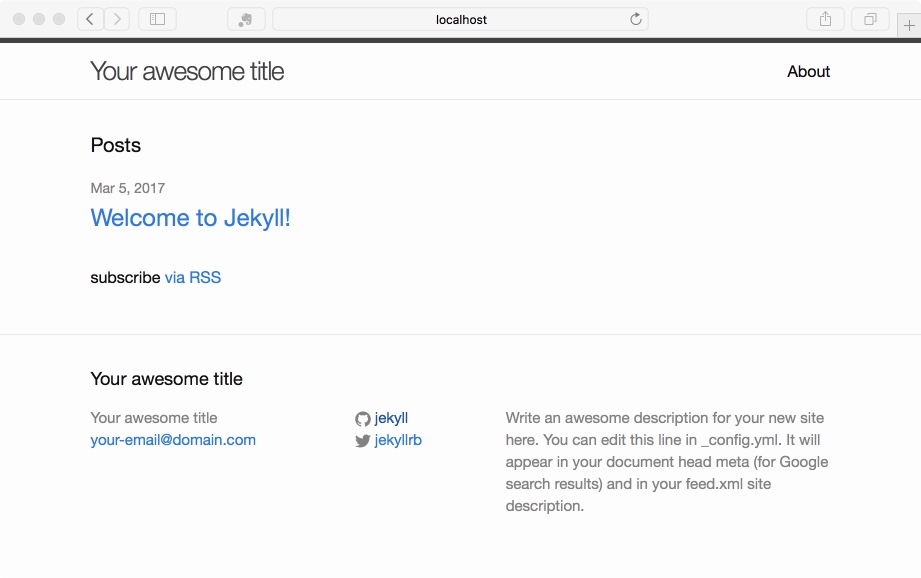 localhost
Your awesome title
About
Posts
Mar 5, 2017
Welcome to Jekyll!
subscribe via RSS
Your awesome title
Your awesome title
your-email@domain.com
jekyll
jekyllrb
Write an awesome description for your new site
here. You can edit this line in _config.yml. It will
appear in your document head meta (for Google
search results) and in your feed.xml site
description.